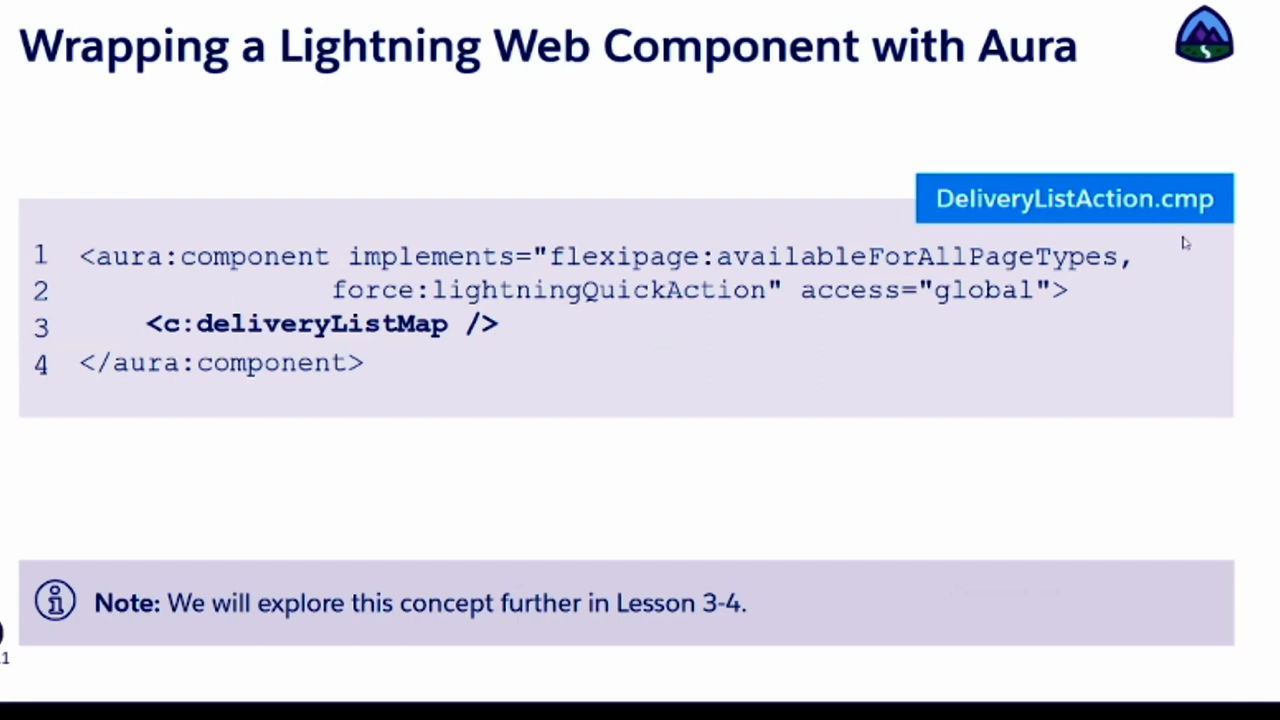 Wrapping a Lightning Web Component with Aura
DeliveryListAction.cmp
1 <aura:component implements="flexipage:availableForAllPageTypes,
2 force:lightningQuickAction" access="global">
3 <c:deliveryListMap />
4 </aura:component>
Note: We will explore this concept further in Lesson 3-4.